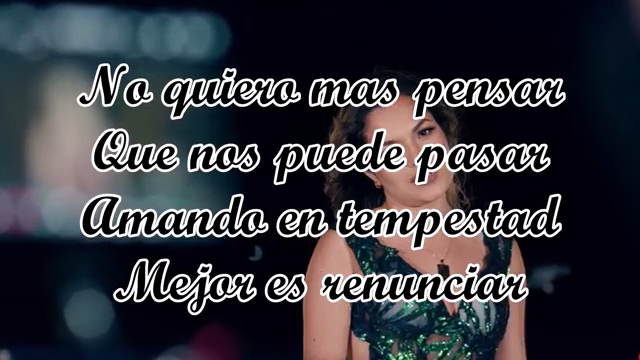 No quiero mas pensar
Que nos puede pasar
Amando en tempestad
Mejor es renunciar